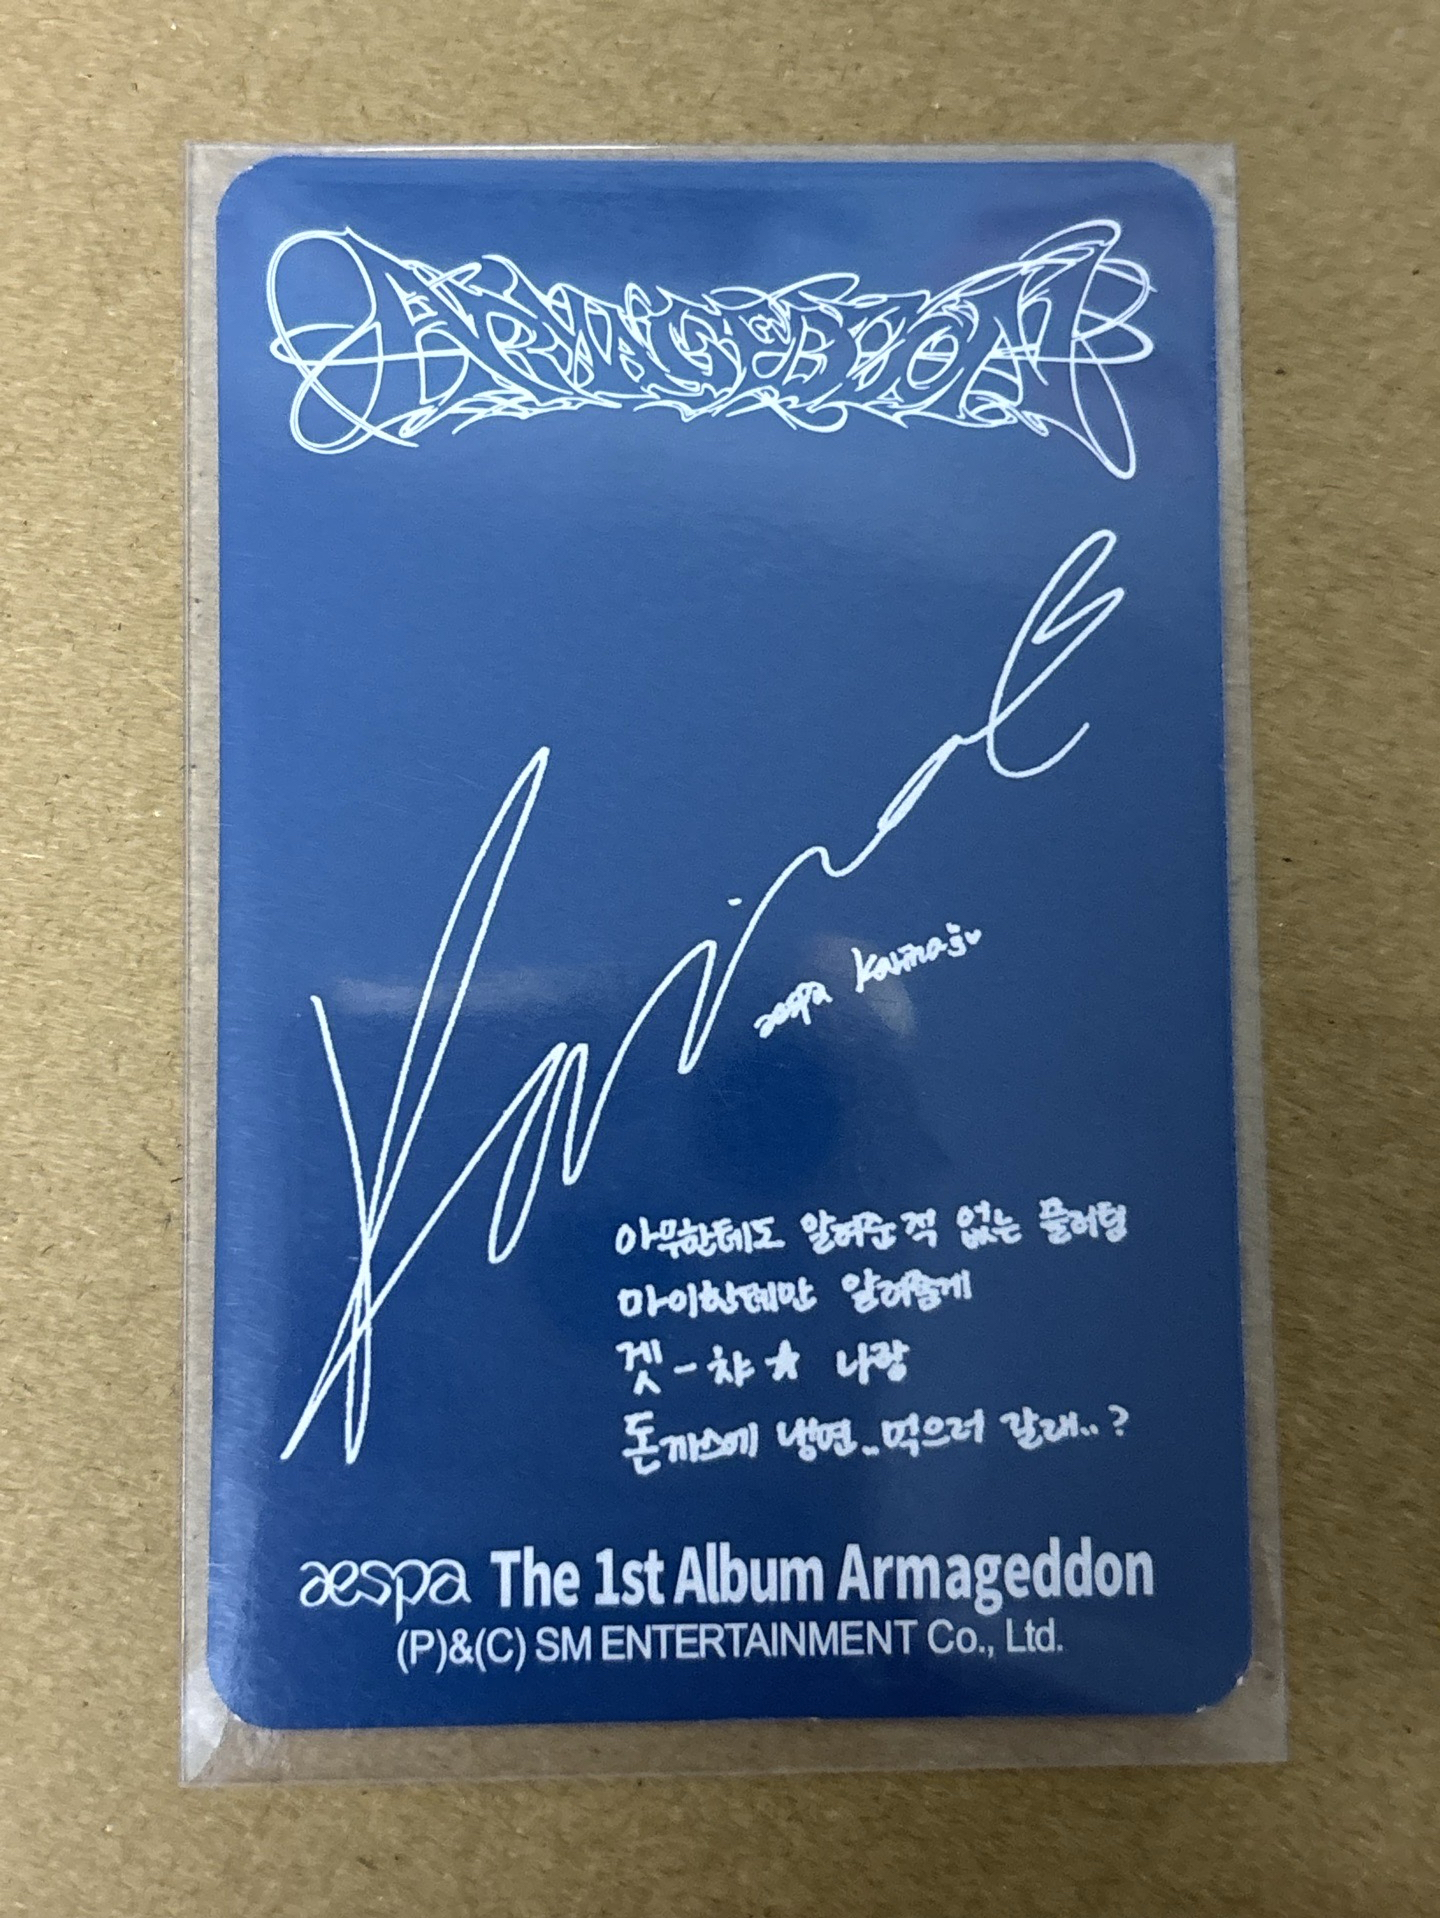 ARMAGEDDON
Karina
aespa Karina
아무한테도 알려준 적 없는 플러팅
마이한테만 알려줄게
겟-챠★ 나랑
돈까스에 냉면..먹으러 갈래..?
aespa The 1st Album Armageddon
(P)&(C) SM ENTERTAINMENT Co., Ltd.